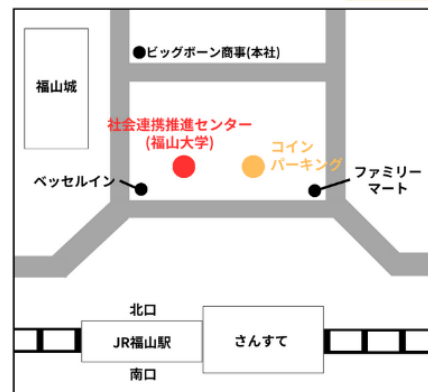 ビッグボーン商事(本社)
福山城
社会連携推進センター
(福山大学)
コイン
パーキング
ベッセルイン
ファミリー
マート
北口
JR福山駅
さんすて
南口